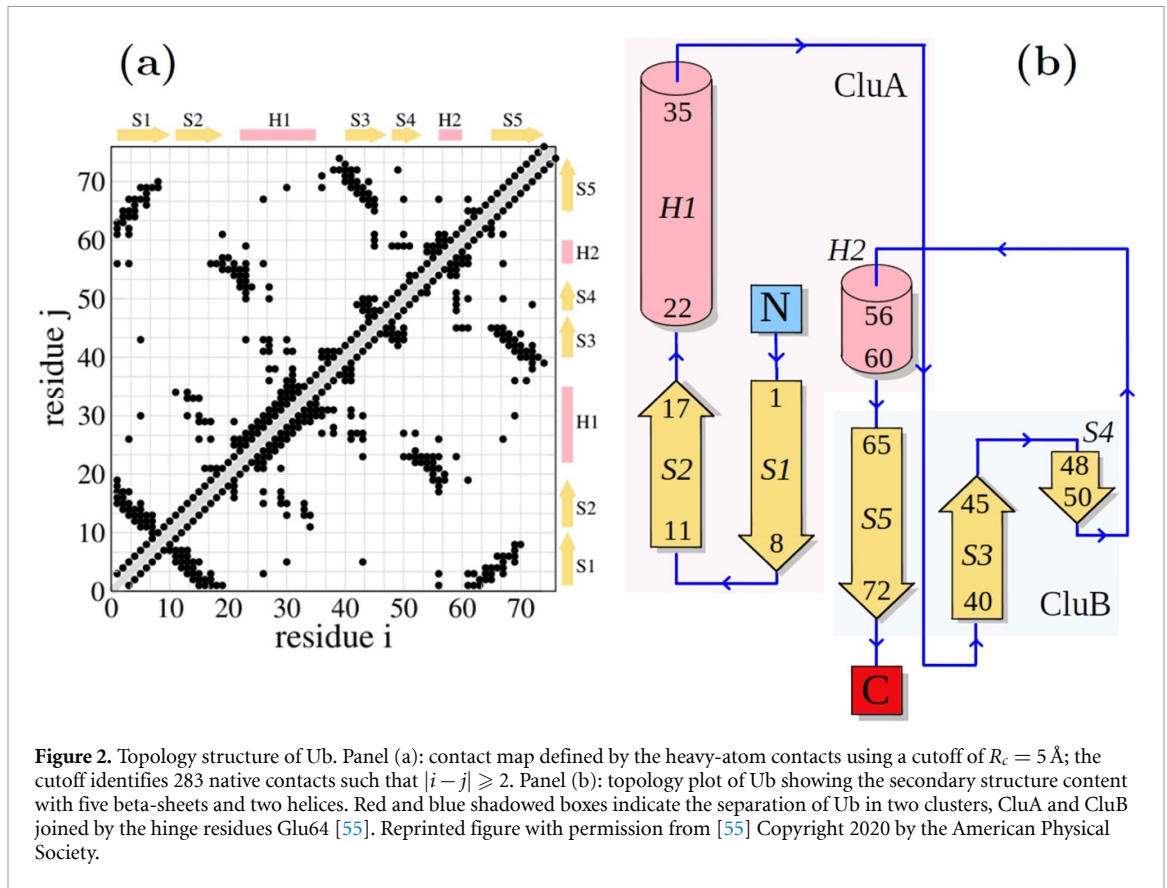 (a)
S1 S2 H1 S3 S4 H2 S5
70
60
50
40
30
20
10
0
residue j
0 10 20 30 40 50 60 70
residue i
S5
H2
S4
S3
H1
S2
S1
(b)
CluA
35
H1
22
N
H2
56
60
17
S2
11
1
S1
8
65
S5
72
S4
48
50
45
S3
40
CluB
C
Figure 2. Topology structure of Ub. Panel (a): contact map defined by the heavy-atom contacts using a cutoff of Rc = 5 Å; the
cutoff identifies 283 native contacts such that |i − j| ⩾ 2. Panel (b): topology plot of Ub showing the secondary structure content
with five beta-sheets and two helices. Red and blue shadowed boxes indicate the separation of Ub in two clusters, CluA and CluB
joined by the hinge residues Glu64 [55]. Reprinted figure with permission from [55] Copyright 2020 by the American Physical
Society.